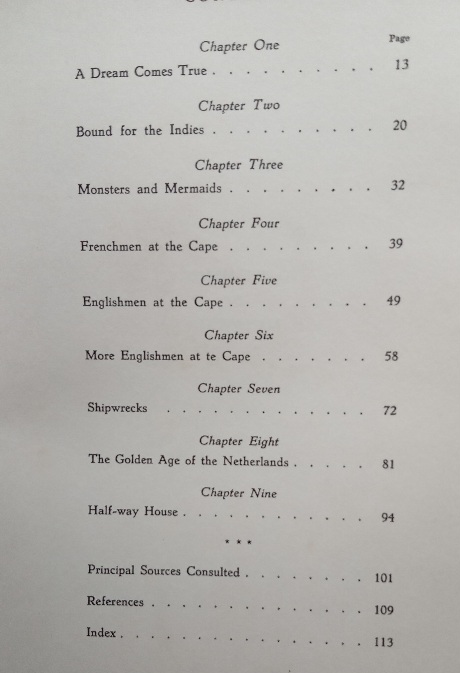 Page
Chapter One
A Dream Comes True . . . . . . . . . . 13
Chapter Two
Bound for the Indies . . . . . . . . . . 20
Chapter Three
Monsters and Mermaids . . . . . . . . . 32
Chapter Four
Frenchmen at the Cape . . . . . . . . . 39
Chapter Five
Englishmen at the Cape . . . . . . . . . 49
Chapter Six
More Englishmen at te Cape . . . . . . . 58
Chapter Seven
Shipwrecks . . . . . . . . . . . . . 72
Chapter Eight
The Golden Age of the Netherlands . . . . . 81
Chapter Nine
Half-way House . . . . . . . . . . . . 94
* * *
Principal Sources Consulted . . . . . . . . 101
References . . . . . . . . . . . . . . 109
Index . . . . . . . . . . . . . . . . 113